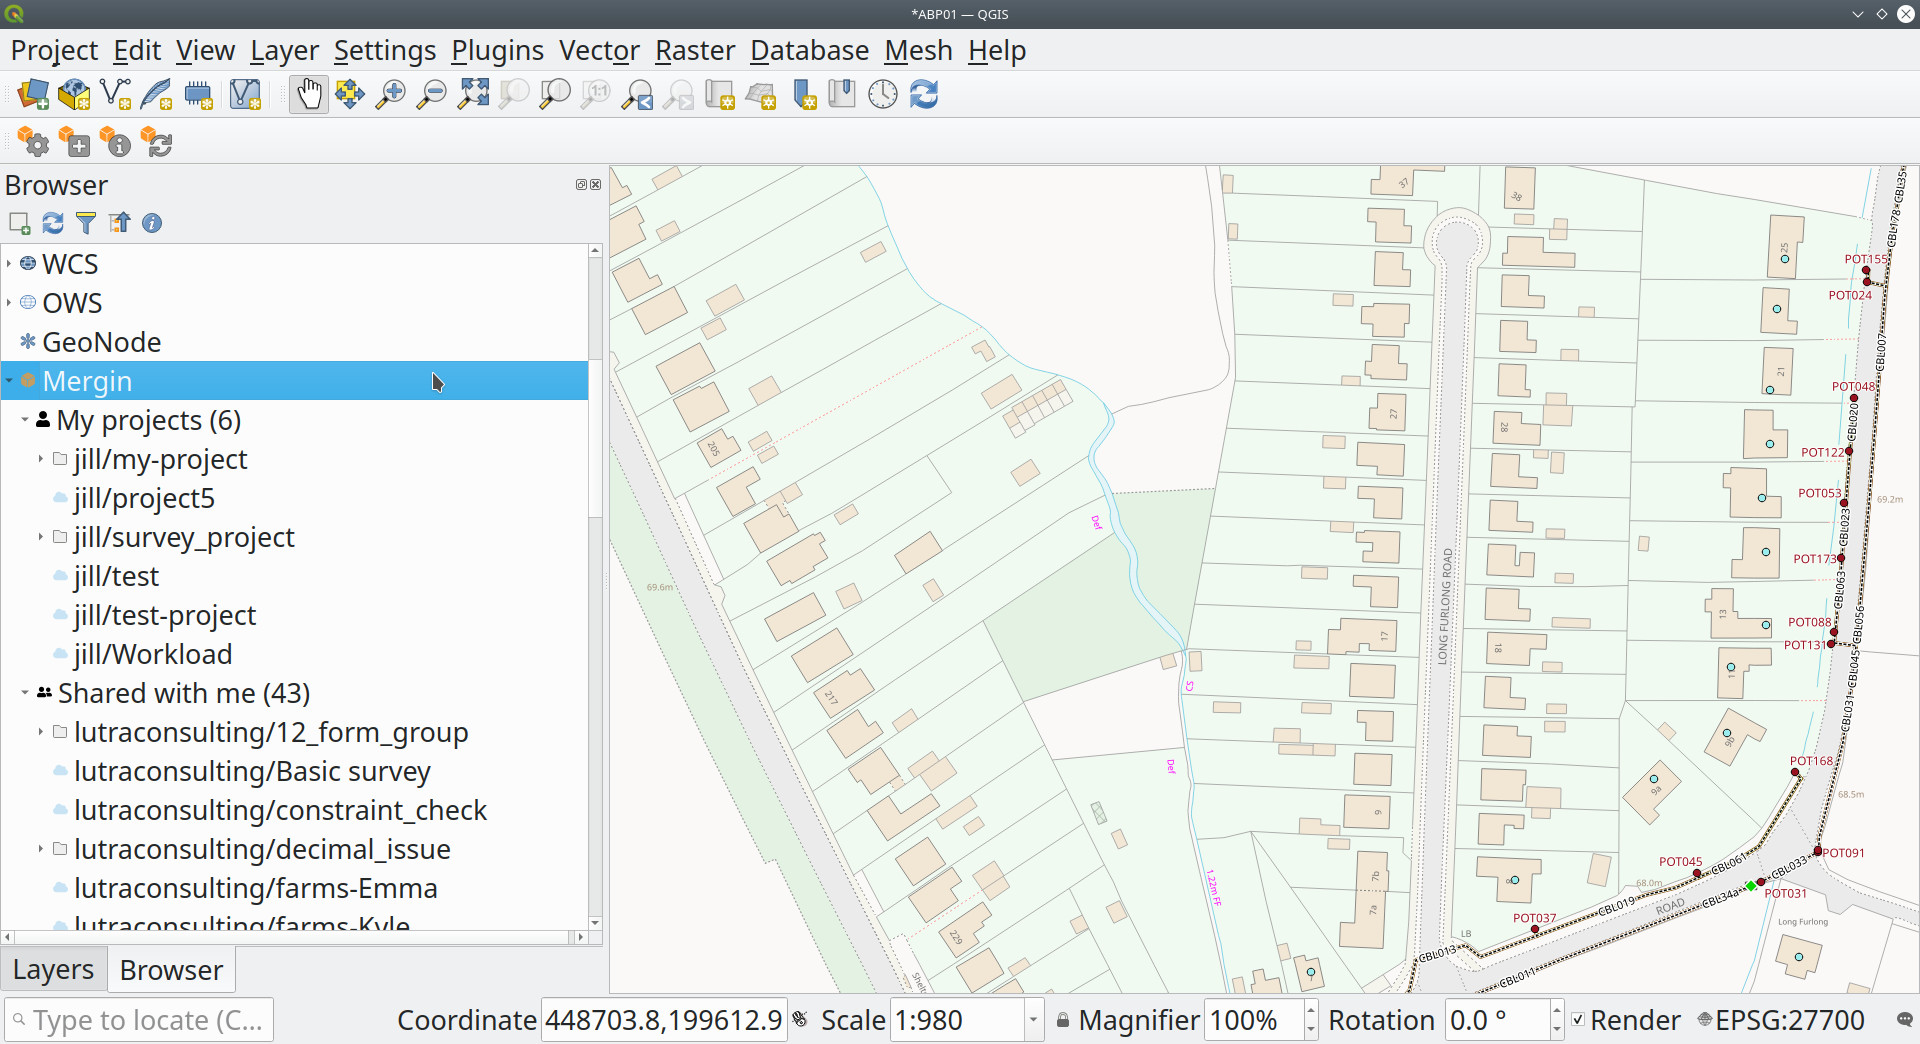 *ABP01 — QGIS
Project Edit View Layer Settings Plugins Vector Raster Database Mesh Help
1:1
Browser
WCS
OWS
GeoNode
Mergin
My projects (6)
jill/my-project
jill/project5
jill/survey_project
jill/test
jill/test-project
jill/Workload
Shared with me (43)
lutraconsulting/12_form_group
lutraconsulting/Basic survey
lutraconsulting/constraint_check
lutraconsulting/decimal_issue
lutraconsulting/farms-Emma
lutraconsulting/farms-Kyle
Layers Browser
Type to locate (C...
Coordinate 448703.8,199612.9
Scale 1:980
Magnifier 100%
Rotation 0.0 °
Render
EPSG:27700
37
38
25
CBL178
CBL35
POT155
POT024
CBL007
21
POT048
CBL020
27
28
205
POT122
POT053
69.2m
Def
CBL023
POT173
69.6m
LONG FURLONG ROAD
CBL063
13
POT088
CBL056
17
18
POT131
11
CBL045
217
CS
CBL031
9b
Def
POT168
9a
68.5m
9
7b
7a
8
1.22m FF
POT045
CBL061
POT091
CBL033
68.0m
CBL34a
POT031
CBL019
ROAD
POT037
Long Furlong
LB
229
CBL013
CBL011